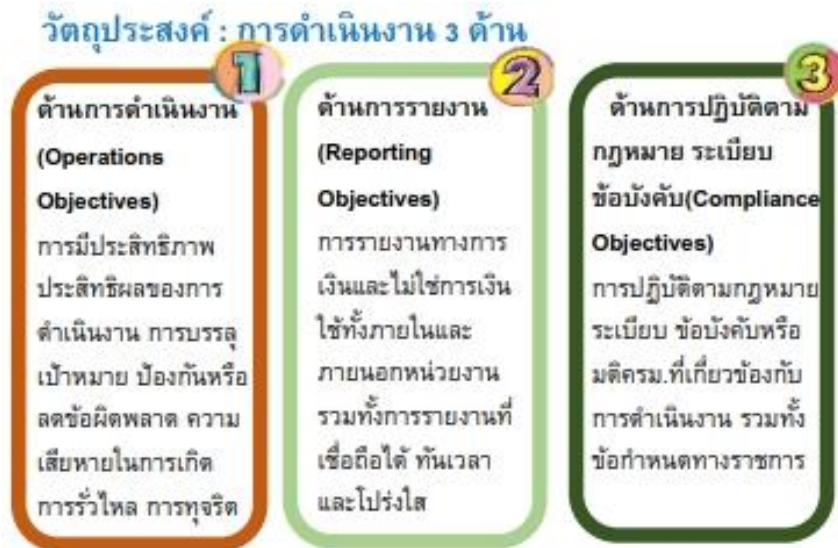 วัตถุประสงค์ : การดำเนินงาน 3 ด้าน
1
ด้านการดำเนินงาน
(Operations
Objectives)
การมีประสิทธิภาพ
ประสิทธิผลของการ
ดำเนินงาน การบรรลุ
เป้าหมาย ป้องกันหรือ
ลดข้อผิดพลาด ความ
เสียหายในการเกิด
การรั่วไหล การทุจริต
2
ด้านการรายงาน
(Reporting
Objectives)
การรายงานทางการ
เงินและไม่ใช่การเงิน
ใช้ทั้งภายในและ
ภายนอกหน่วยงาน
รวมทั้งการรายงานที่
เชื่อถือได้ ทันเวลา
และโปร่งใส
3
ด้านการปฏิบัติตาม
กฎหมาย ระเบียบ
ข้อบังคับ(Compliance
Objectives)
การปฏิบัติตามกฎหมาย
ระเบียบ ข้อบังคับหรือ
มติครม.ที่เกี่ยวข้องกับ
การดำเนินงาน รวมทั้ง
ข้อกำหนดทางราชการ